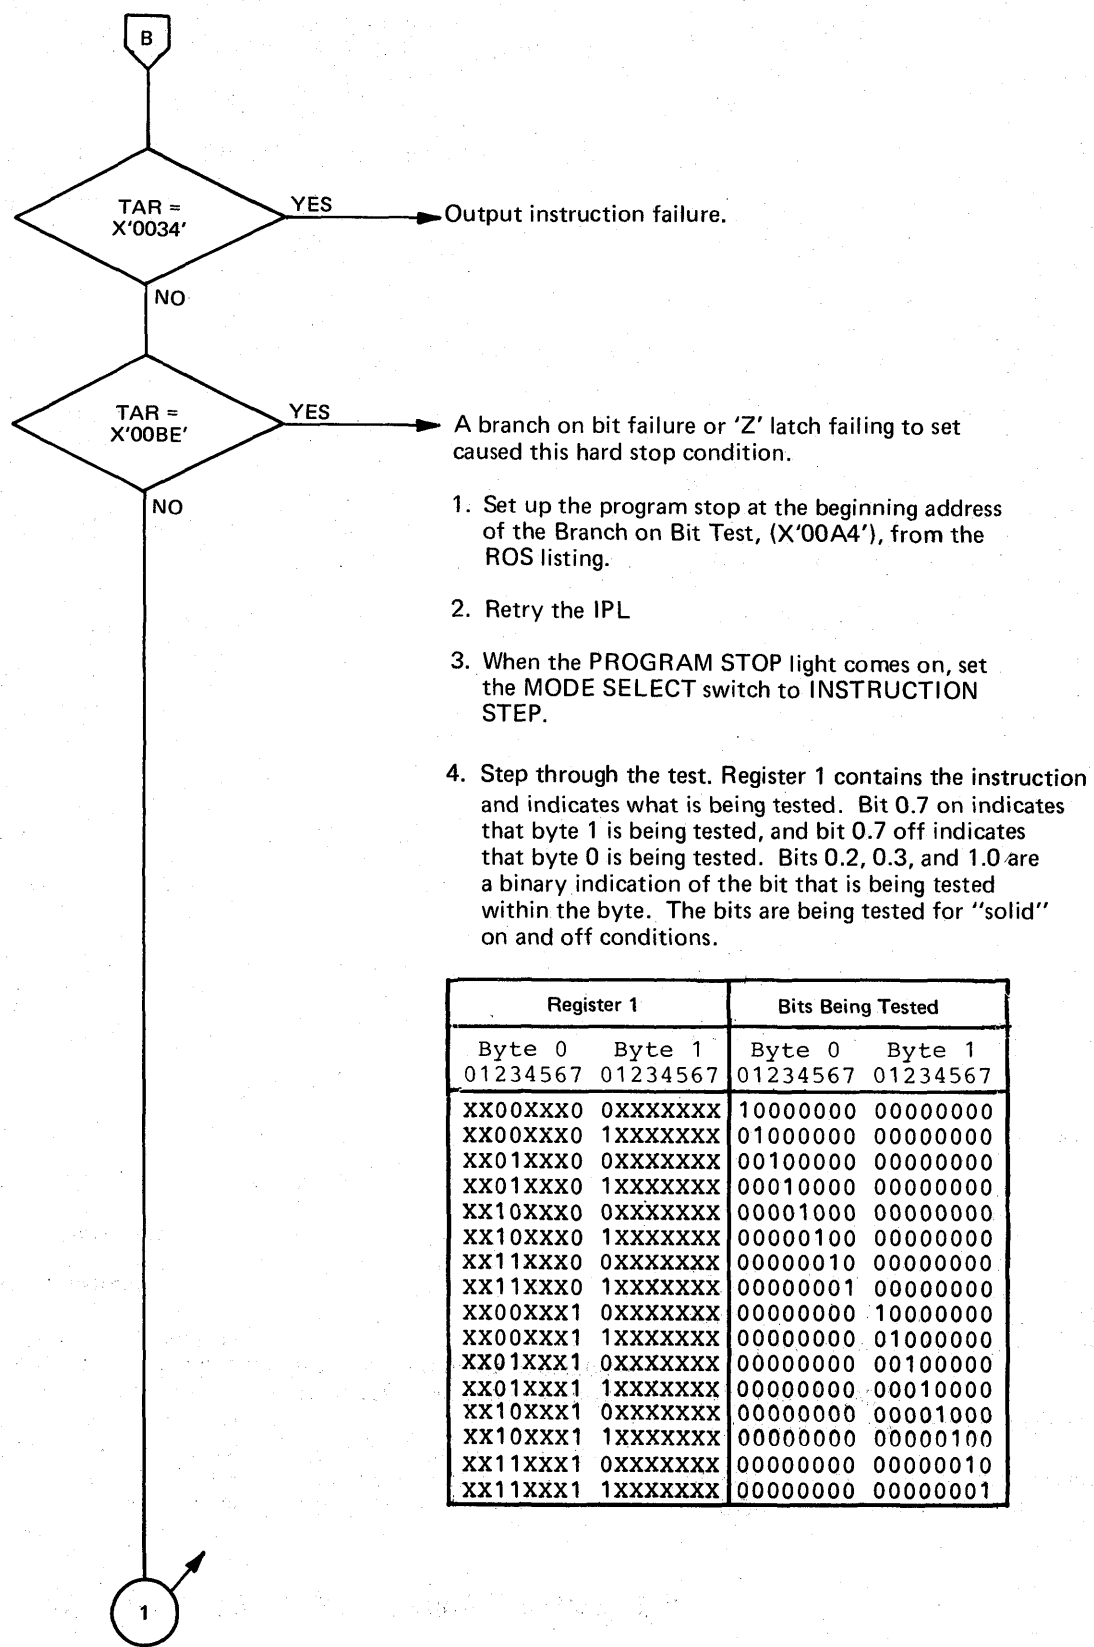 B
TAR =
X'0034'
YES
Output instruction failure.
NO
TAR =
X'00BE'
YES
A branch on bit failure or 'Z' latch failing to set
caused this hard stop condition.
NO
1. Set up the program stop at the beginning address
of the Branch on Bit Test, (X'00A4'), from the
ROS listing.
2. Retry the IPL
3. When the PROGRAM STOP light comes on, set
the MODE SELECT switch to INSTRUCTION
STEP.
4. Step through the test. Register 1 contains the instruction
and indicates what is being tested. Bit 0.7 on indicates
that byte 1 is being tested, and bit 0.7 off indicates
that byte 0 is being tested. Bits 0.2, 0.3, and 1.0 are
a binary indication of the bit that is being tested
within the byte. The bits are being tested for "solid"
on and off conditions.
Register 1 Bits Being Tested
Byte 0 Byte 1 Byte 0 Byte 1
01234567 01234567 01234567 01234567
XX00XXX0 0XXXXXXX 10000000 00000000
XX00XXX0 1XXXXXXX 01000000 00000000
XX01XXX0 0XXXXXXX 00100000 00000000
XX01XXX0 1XXXXXXX 00010000 00000000
XX10XXX0 0XXXXXXX 00001000 00000000
XX10XXX0 1XXXXXXX 00000100 00000000
XX11XXX0 0XXXXXXX 00000010 00000000
XX11XXX0 1XXXXXXX 00000001 00000000
XX00XXX1 0XXXXXXX 00000000 10000000
XX00XXX1 1XXXXXXX 00000000 01000000
XX01XXX1 0XXXXXXX 00000000 00100000
XX01XXX1 1XXXXXXX 00000000 00010000
XX10XXX1 0XXXXXXX 00000000 00001000
XX10XXX1 1XXXXXXX 00000000 00000100
XX11XXX1 0XXXXXXX 00000000 00000010
XX11XXX1 1XXXXXXX 00000000 00000001
1